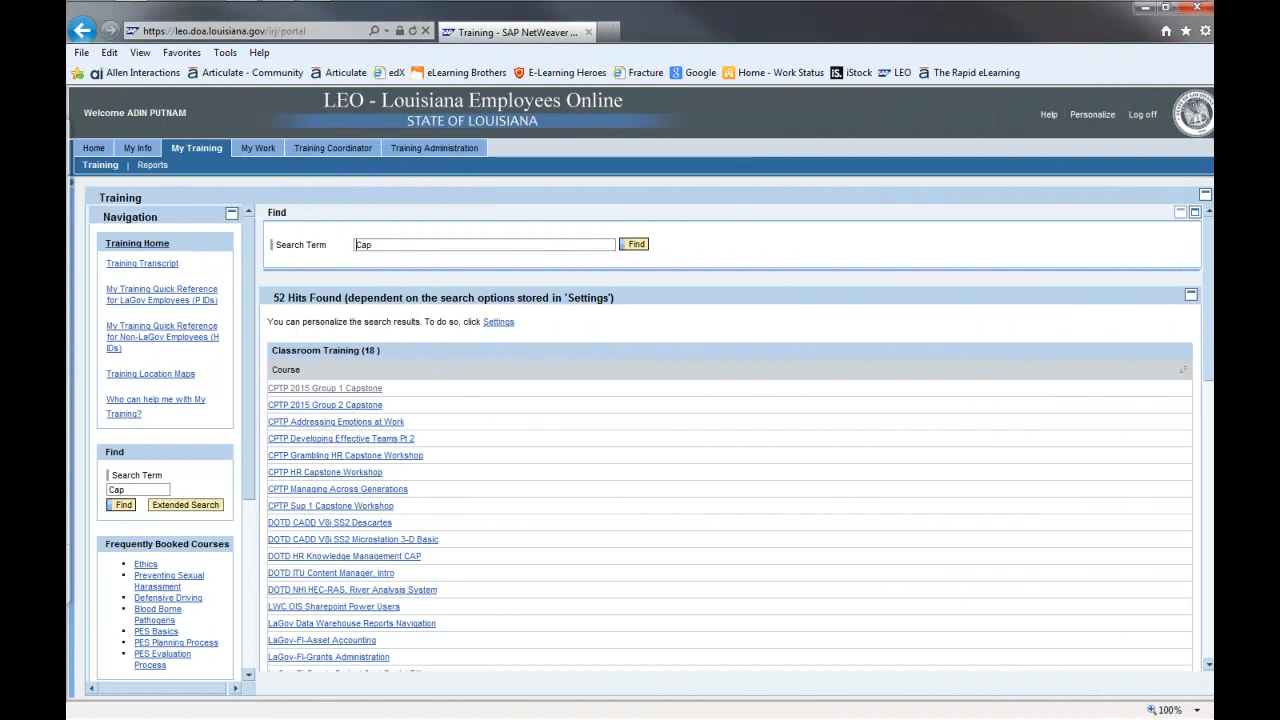 https://leo.doa.louisiana.gov/irj/portal
Training - SAP NetWeaver ...
File Edit View Favorites Tools Help
Allen Interactions Articulate - Community Articulate edX eLearning Brothers E-Learning Heroes Fracture Google Home - Work Status iStock LEO The Rapid eLearning
LEO - Louisiana Employees Online
STATE OF LOUISIANA
Welcome ADIN PUTNAM
Help Personalize Log off
Home My Info My Training My Work Training Coordinator Training Administration
Training | Reports
Training
Navigation
Training Home
Training Transcript
My Training Quick Reference
for LaGov Employees (P IDs)
My Training Quick Reference
for Non-LaGov Employees (H
IDs)
Training Location Maps
Who can help me with My
Training?
Find
Search Term
Cap
Find Extended Search
Frequently Booked Courses
Ethics
Preventing Sexual
Harassment
Defensive Driving
Blood Borne
Pathogens
PES Basics
PES Planning Process
PES Evaluation
Process
Find
Search Term Cap Find
52 Hits Found (dependent on the search options stored in 'Settings')
You can personalize the search results. To do so, click Settings
Classroom Training (18 )
Course
CPTP 2015 Group 1 Capstone
CPTP 2015 Group 2 Capstone
CPTP Addressing Emotions at Work
CPTP Developing Effective Teams Pt 2
CPTP Grambling HR Capstone Workshop
CPTP HR Capstone Workshop
CPTP Managing Across Generations
CPTP Sup 1 Capstone Workshop
DOTD CADD V8i SS2 Descartes
DOTD CADD V8i SS2 Microstation 3-D Basic
DOTD HR Knowledge Management CAP
DOTD ITU Content Manager, Intro
DOTD NHI HEC-RAS, River Analysis System
LWC OIS Sharepoint Power Users
LaGov Data Warehouse Reports Navigation
LaGov-FI-Asset Accounting
LaGov-FI-Grants Administration
100%